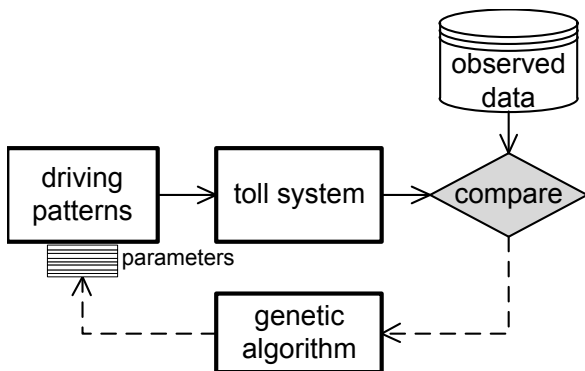 observed
data
driving
patterns
toll system
compare
parameters
genetic
algorithm